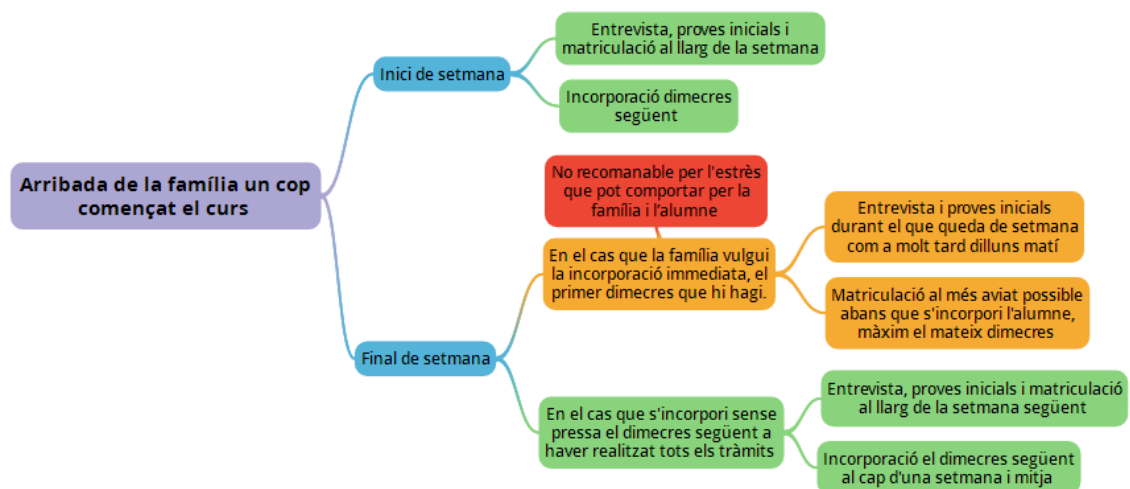 Arribada de la família un cop
començat el curs
Inici de setmana
Entrevista, proves inicials i
matriculació al llarg de la setmana
Incorporació dimecres
següent
Final de setmana
No recomanable per l'estrès
que pot comportar per la
família i l’alumne
En el cas que la família vulgui
la incorporació immediata, el
primer dimecres que hi hagi.
Entrevista i proves inicials
durant el que queda de setmana
com a molt tard dilluns matí
Matriculació al més aviat possible
abans que s'incorpori l'alumne,
màxim el mateix dimecres
En el cas que s'incorpori sense
pressa el dimecres següent a
haver realitzat tots els tràmits
Entrevista, proves inicials i matriculació
al llarg de la setmana següent
Incorporació el dimecres següent
al cap d'una setmana i mitja